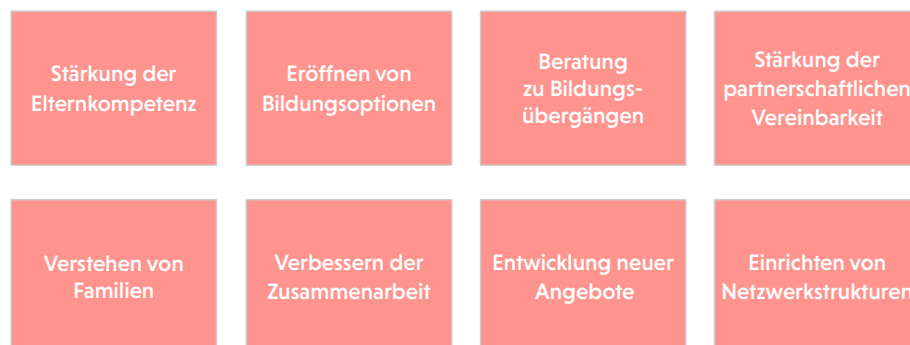 Stärkung der
Elternkompetenz
Eröffnen von
Bildungsoptionen
Beratung
zu Bildungs-
übergängen
Stärkung der
partnerschaftlichen
Vereinbarkeit
Verstehen von
Familien
Verbessern der
Zusammenarbeit
Entwicklung neuer
Angebote
Einrichten von
Netzwerkstrukturen